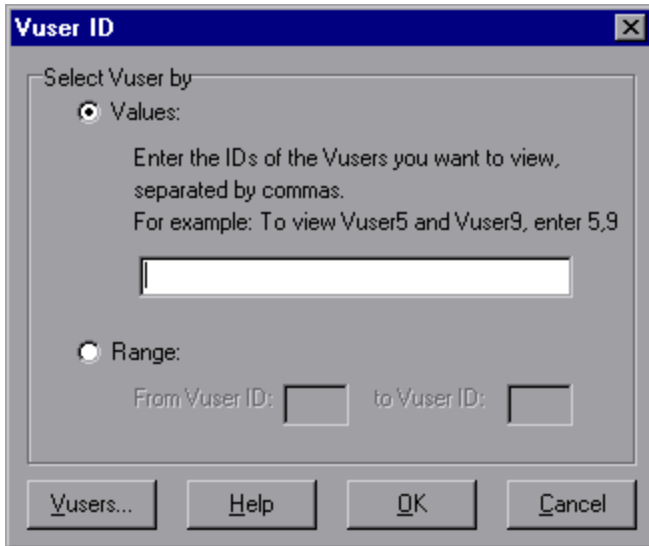 Vuser ID
Select Vuser by
Values:
Enter the IDs of the Vusers you want to view,
separated by commas.
For example: To view Vuser5 and Vuser9, enter 5,9
Range:
From Vuser ID: to Vuser ID:
Vusers... Help OK Cancel